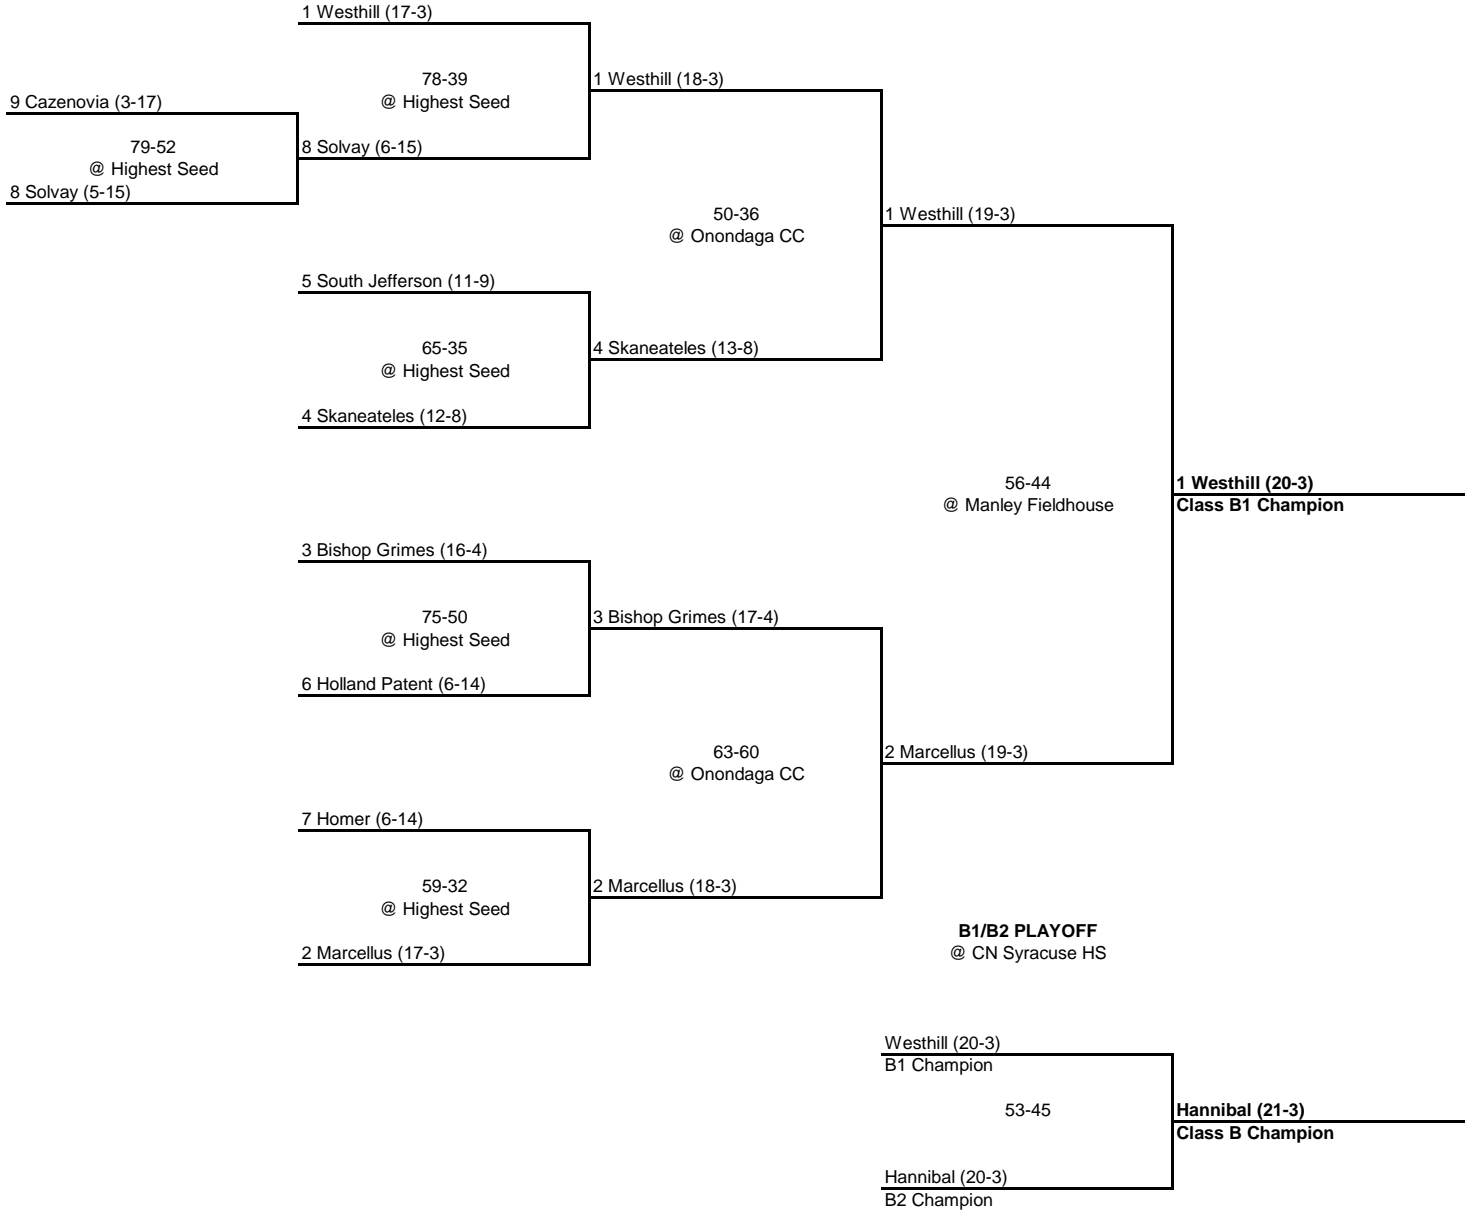 1 Westhill (17-3)
78-39
@ Highest Seed
1 Westhill (18-3)
9 Cazenovia (3-17)
79-52
@ Highest Seed
8 Solvay (6-15)
8 Solvay (5-15)
50-36
@ Onondaga CC
1 Westhill (19-3)
5 South Jefferson (11-9)
65-35
@ Highest Seed
4 Skaneateles (13-8)
4 Skaneateles (12-8)
56-44
@ Manley Fieldhouse
1 Westhill (20-3)
Class B1 Champion
3 Bishop Grimes (16-4)
75-50
@ Highest Seed
3 Bishop Grimes (17-4)
6 Holland Patent (6-14)
63-60
@ Onondaga CC
2 Marcellus (19-3)
7 Homer (6-14)
59-32
@ Highest Seed
2 Marcellus (18-3)
2 Marcellus (17-3)
B1/B2 PLAYOFF
@ CN Syracuse HS
Westhill (20-3)
B1 Champion
53-45
Hannibal (21-3)
Class B Champion
Hannibal (20-3)
B2 Champion